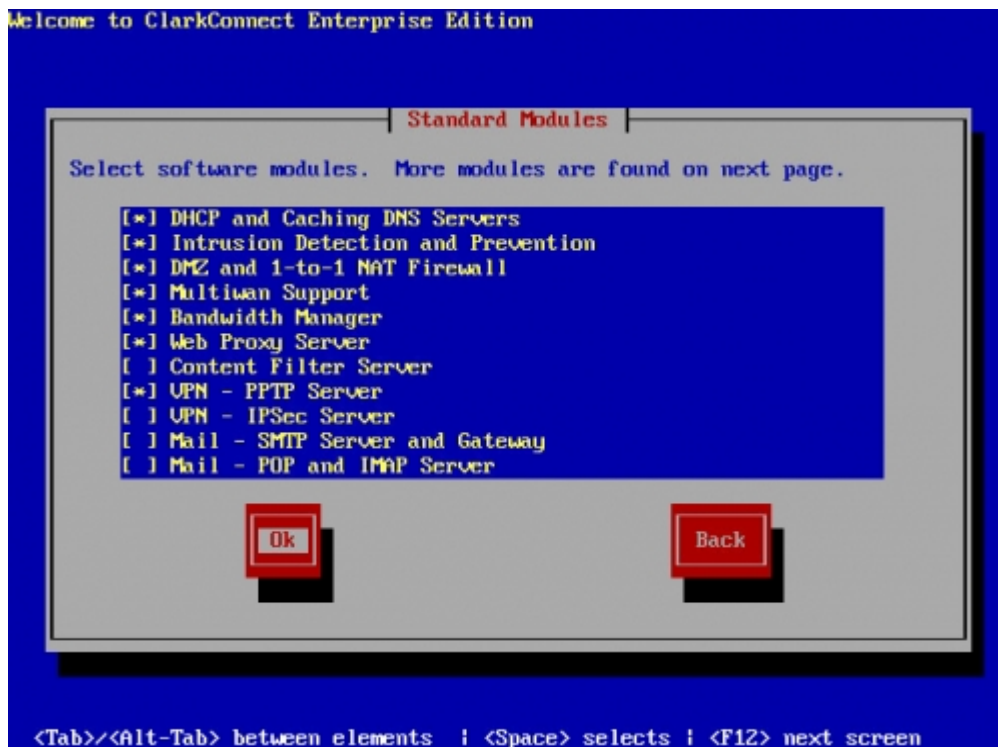 Welcome to ClarkConnect Enterprise Edition
Standard Modules
Select software modules. More modules are found on next page.
[*] DHCP and Caching DNS Servers
[*] Intrusion Detection and Prevention
[*] DMZ and 1-to-1 NAT Firewall
[*] Multiwan Support
[*] Bandwidth Manager
[*] Web Proxy Server
[ ] Content Filter Server
[*] VPN - PPTP Server
[ ] VPN - IPSec Server
[ ] Mail - SMTP Server and Gateway
[ ] Mail - POP and IMAP Server
Ok Back
<Tab>/<Alt-Tab> between elements | <Space> selects | <F12> next screen